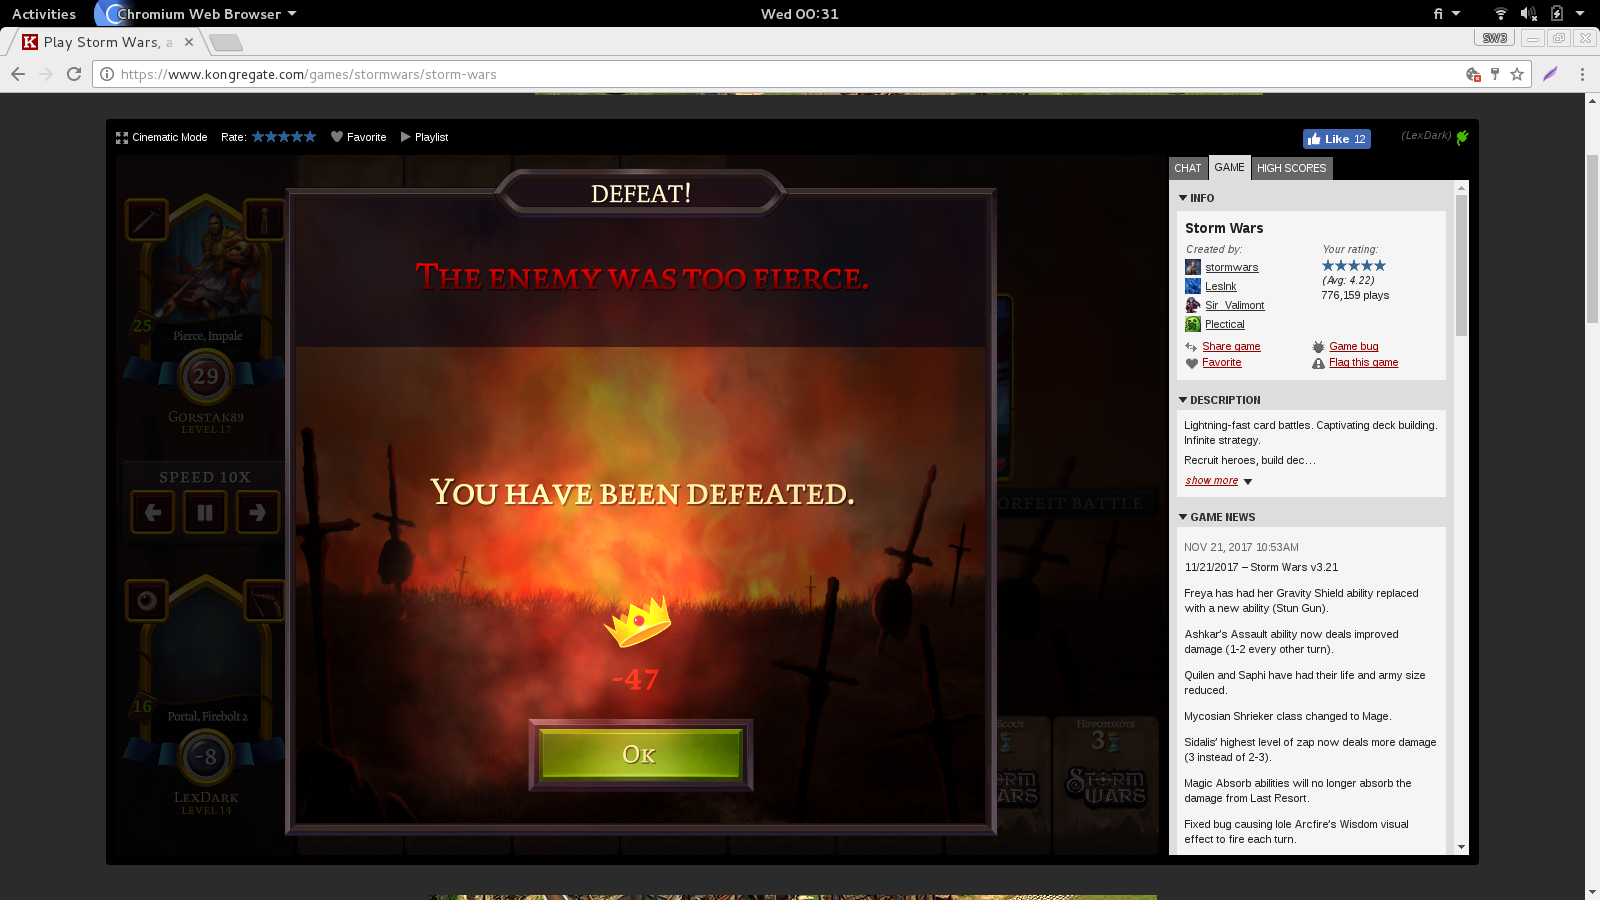 Activities
Chromium Web Browser
Wed 00:31
fi
Play Storm Wars, a
SW3
https://www.kongregate.com/games/stormwars/storm-wars
Cinematic Mode
Rate:
Favorite
Playlist
Like 12
(LexDark)
CHAT
GAME
HIGH SCORES
DEFEAT!
THE ENEMY WAS TOO FIERCE.
YOU HAVE BEEN DEFEATED.
-47
OK
25
Pierce, Impale
29
GORSTAK89
LEVEL 17
SPEED 10X
16
Portal, Firebolt 2
-8
LEXDARK
LEVEL 14
ORFEIT BATTLE
SCOUT
3
STORM WARS
WARS
INFO
Storm Wars
Created by:
Your rating:
stormwars
LesInk
(Avg: 4.22)
776,159 plays
Sir_Valimont
Plectical
Share game
Game bug
Favorite
Flag this game
DESCRIPTION
Lightning-fast card battles. Captivating deck building.
Infinite strategy.
Recruit heroes, build dec…
show more
GAME NEWS
NOV 21, 2017 10:53AM
11/21/2017 – Storm Wars v3.21
Freya has had her Gravity Shield ability replaced
with a new ability (Stun Gun).
Ashkar's Assault ability now deals improved
damage (1-2 every other turn).
Quilen and Saphi have had their life and army size
reduced.
Mycosian Shrieker class changed to Mage.
Sidalis' highest level of zap now deals more damage
(3 instead of 2-3).
Magic Absorb abilities will no longer absorb the
damage from Last Resort.
Fixed bug causing Iole Arcfire's Wisdom visual
effect to fire each turn.